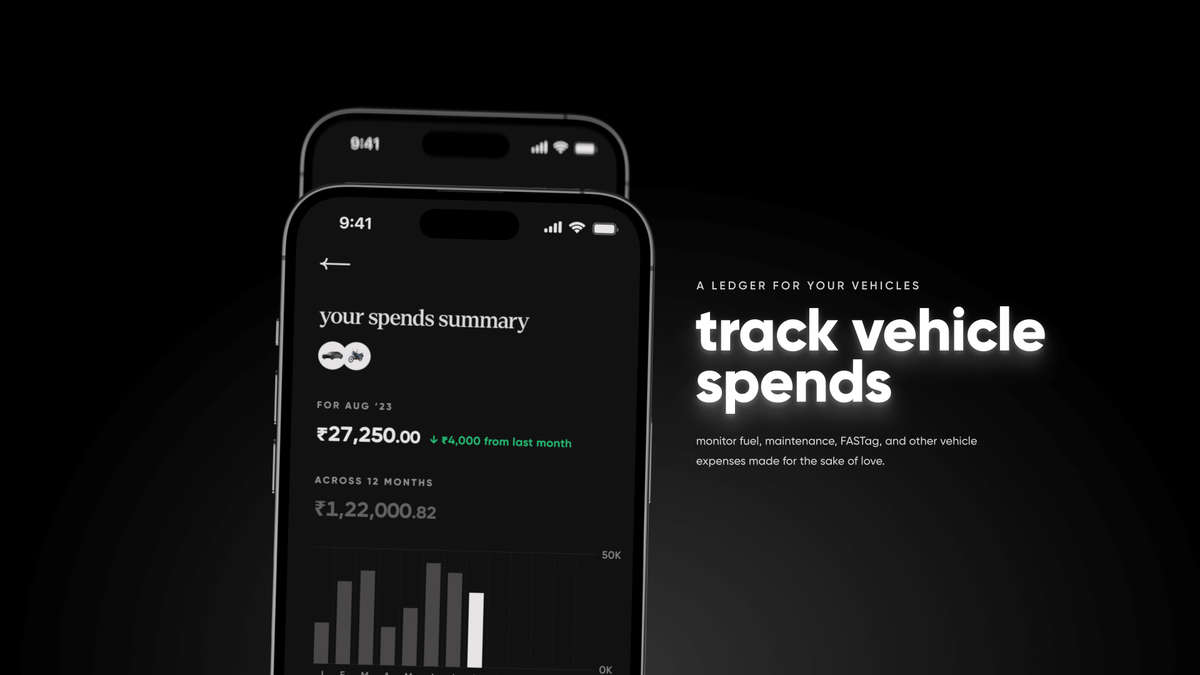 9:41
9:41
your spends summary
FOR AUG ‘23
₹27,250.00 ↓ ₹4,000 from last month
ACROSS 12 MONTHS
₹1,22,000.82
50K
0K
A LEDGER FOR YOUR VEHICLES
track vehicle
spends
monitor fuel, maintenance, FASTag, and other vehicle
expenses made for the sake of love.